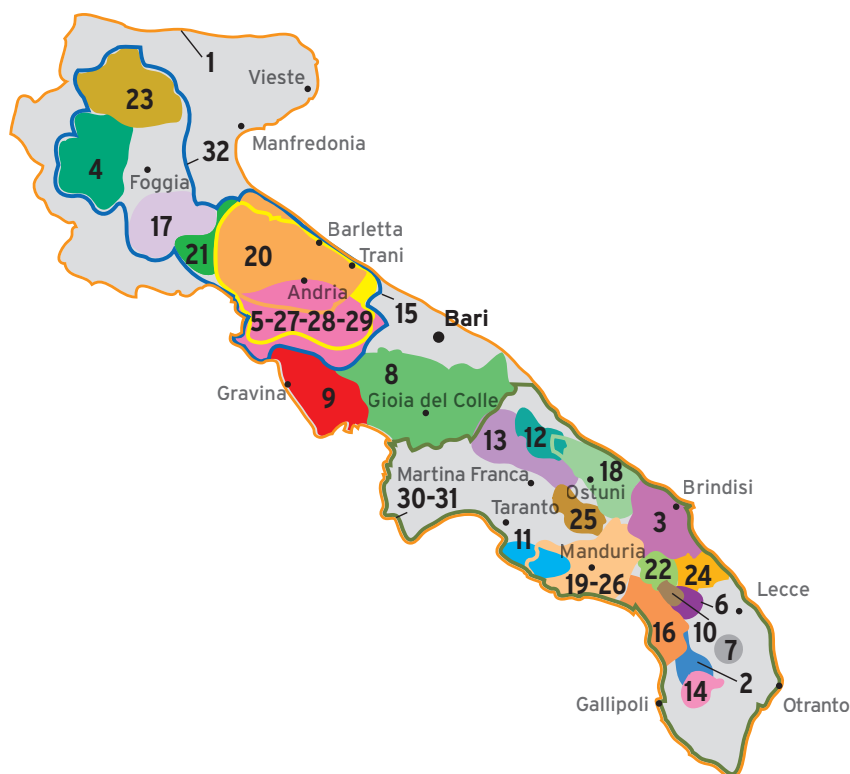 1
Vieste
23
Manfredonia
32
4
Foggia
17
Barletta
21
20
Trani
Andria
15
Bari
5-27-28-29
8
Gravina
9
Gioia del Colle
13
12
18
Martina Franca
Ostuni
Brindisi
30-31
Taranto
25
3
11
Manduria
22
24
19-26
Lecce
6
16
10
7
2
14
Gallipoli
Otranto